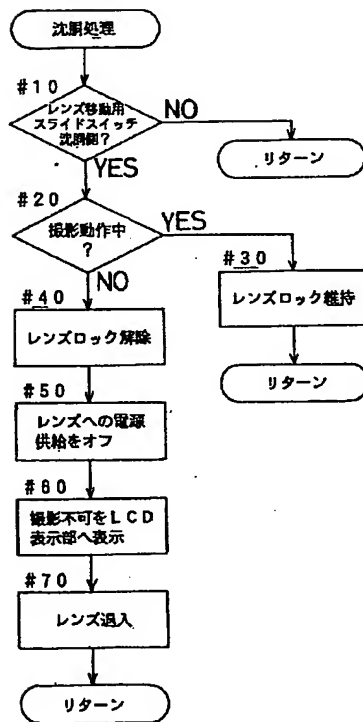 沈胴処理
#10
レンズ移動用
スライドスイッチ
沈胴側?
NO
リターン
YES
#20
撮影動作中
?
YES
#30
レンズロック維持
リターン
NO
#40
レンズロック解除
#50
レンズへの電源
供給をオフ
#60
撮影不可をLCD
表示部へ表示
#70
レンズ退入
リターン